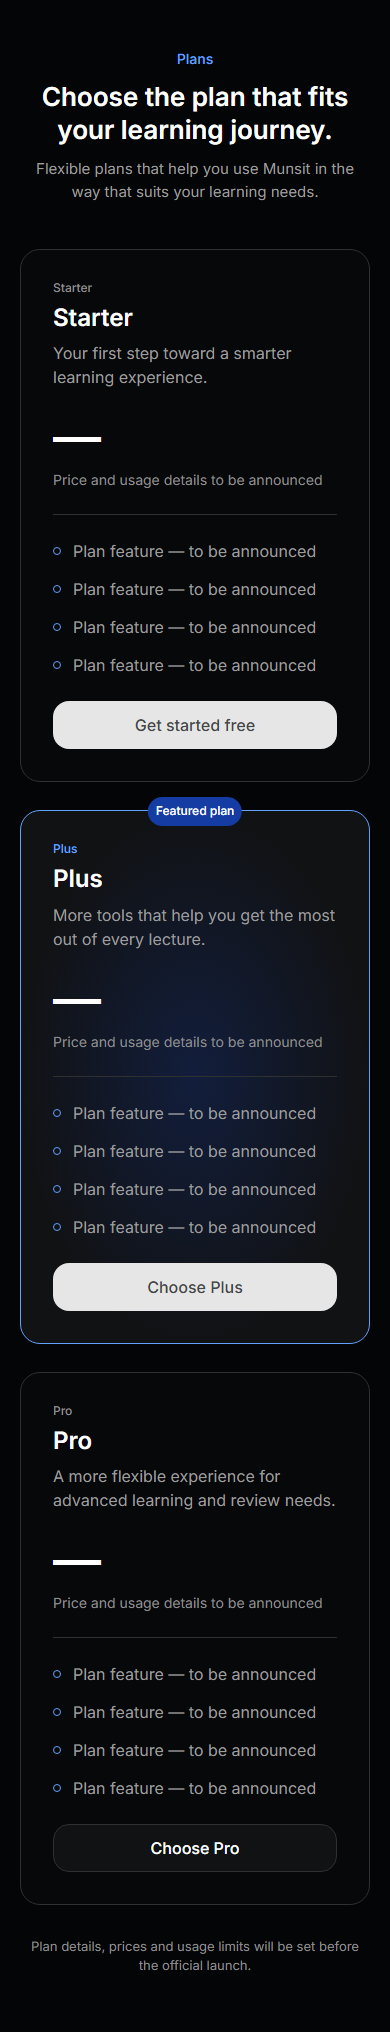 Plans
Choose the plan that fits
your learning journey.
Flexible plans that help you use Munsit in the
way that suits your learning needs.
Starter
Starter
Your first step toward a smarter
learning experience.
—
Price and usage details to be announced
Plan feature — to be announced
Plan feature — to be announced
Plan feature — to be announced
Plan feature — to be announced
Get started free
Featured plan
Plus
Plus
More tools that help you get the most
out of every lecture.
—
Price and usage details to be announced
Plan feature — to be announced
Plan feature — to be announced
Plan feature — to be announced
Plan feature — to be announced
Choose Plus
Pro
Pro
A more flexible experience for
advanced learning and review needs.
—
Price and usage details to be announced
Plan feature — to be announced
Plan feature — to be announced
Plan feature — to be announced
Plan feature — to be announced
Choose Pro
Plan details, prices and usage limits will be set before
the official launch.